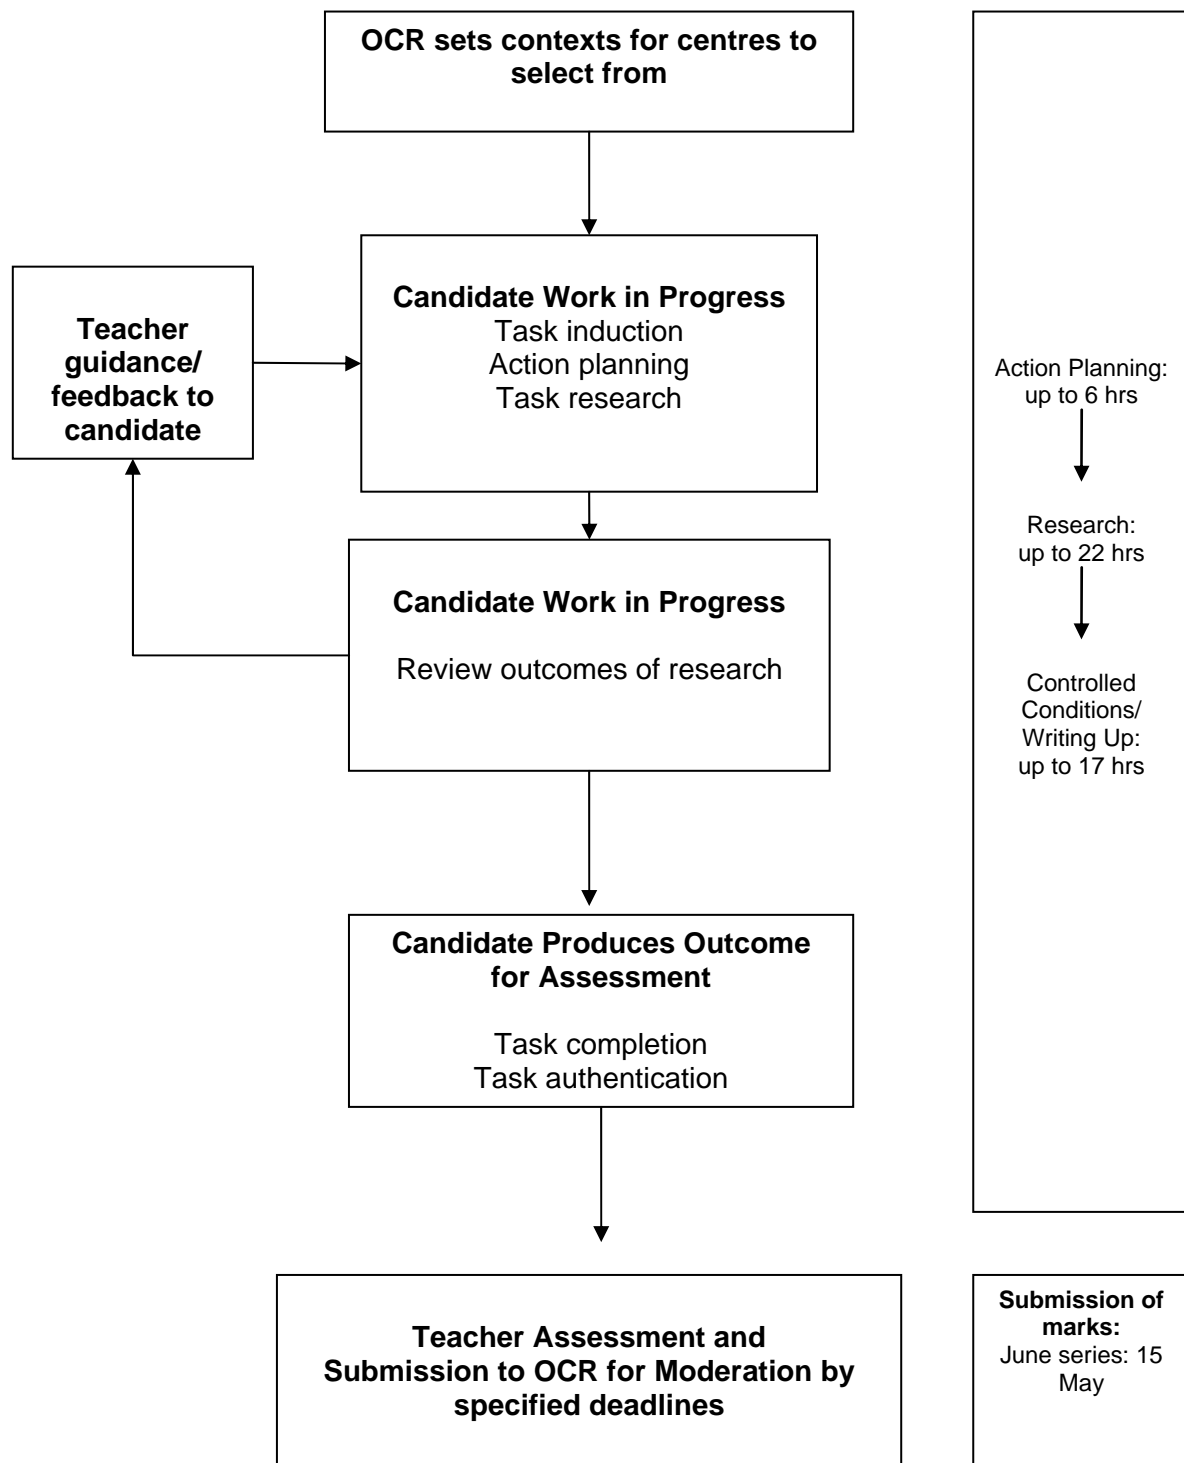 OCR sets contexts for centres to
select from
Candidate Work in Progress
Task induction
Action planning
Task research
Teacher
guidance/
feedback to
candidate
Candidate Work in Progress
Review outcomes of research
Candidate Produces Outcome
for Assessment
Task completion
Task authentication
Teacher Assessment and
Submission to OCR for Moderation by
specified deadlines
Action Planning:
up to 6 hrs
Research:
up to 22 hrs
Controlled
Conditions/
Writing Up:
up to 17 hrs
Submission of
marks:
June series: 15
May